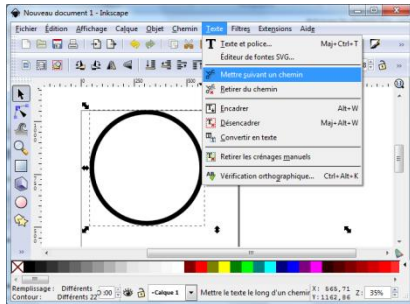 Nouveau document 1 - Inkscape
Fichier Édition Affichage Calque Objet Chemin Texte Filtres Extensions Aide
Texte et police... Maj+Ctrl+T
Éditeur de fontes SVG...
Mettre suivant un chemin
Retirer du chemin
Encadrer Alt+W
Désencadrer Maj+Alt+W
Convertir en texte
Retirer les crénages manuels
Vérification orthographique... Ctrl+Alt+K
Remplissage : Différents
Contour : Différents 22
-Calque 1
Mettre le texte le long d'un chemin
X: 565,71
Y: 1162,86
Z: 35%